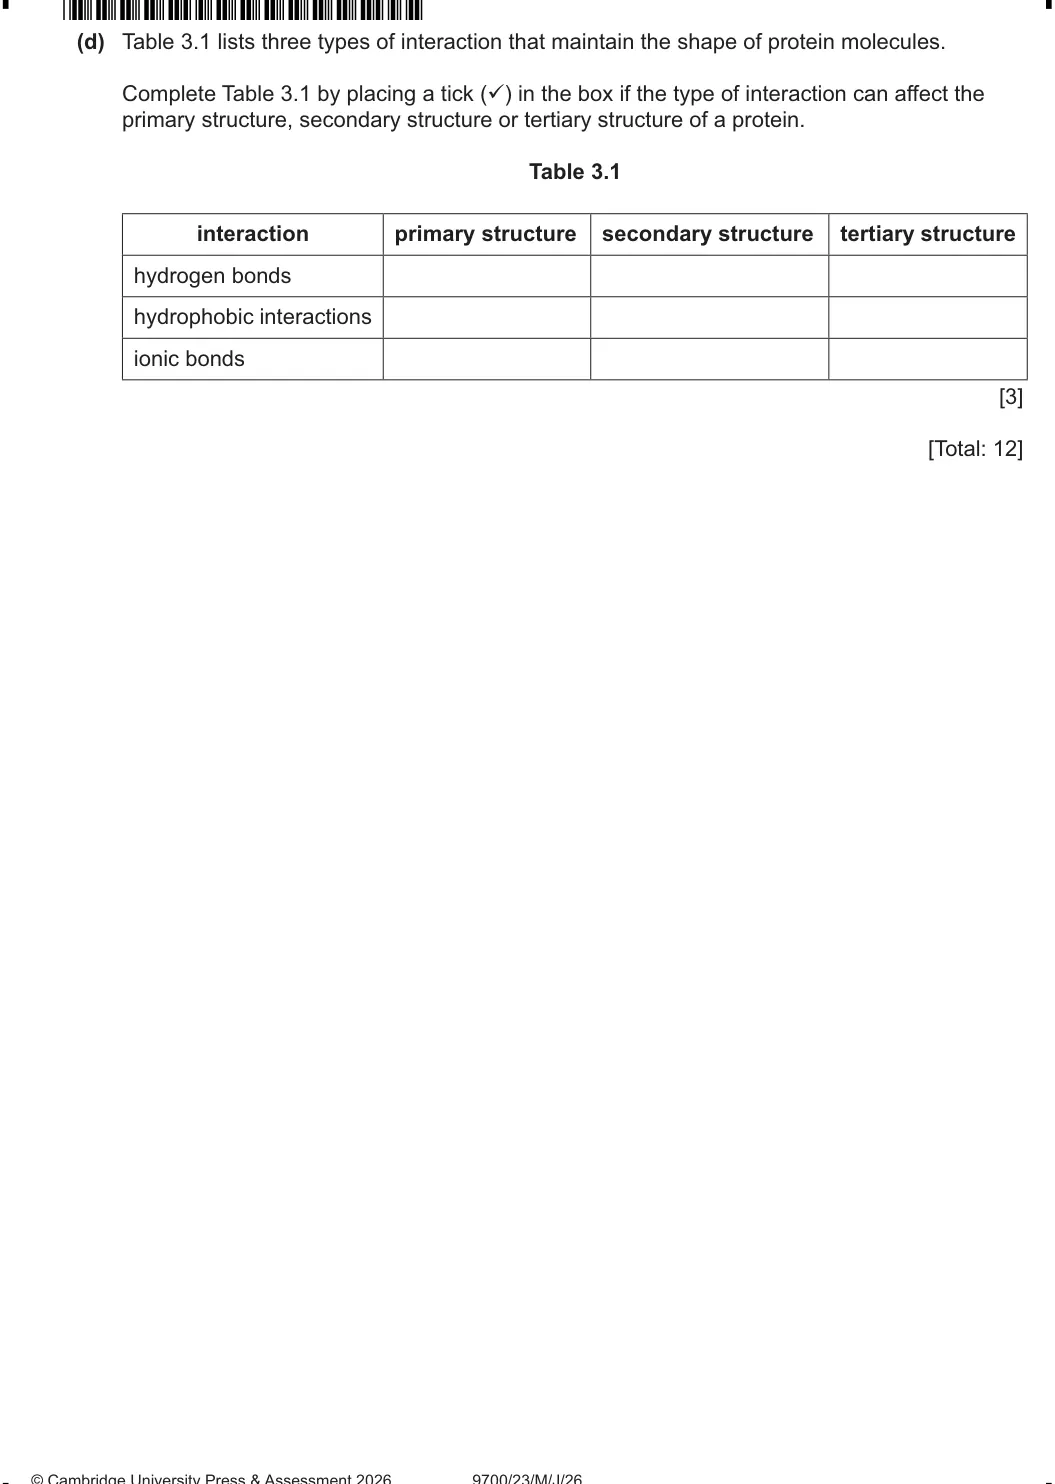 (d) Table 3.1 lists three types of interaction that maintain the shape of protein molecules.
Complete Table 3.1 by placing a tick (✓) in the box if the type of interaction can affect the
primary structure, secondary structure or tertiary structure of a protein.
Table 3.1
interaction primary structure secondary structure tertiary structure
hydrogen bonds
hydrophobic interactions
ionic bonds
[3]
[Total: 12]
© Cambridge University Press & Assessment 2026 9700/23/M/J/26